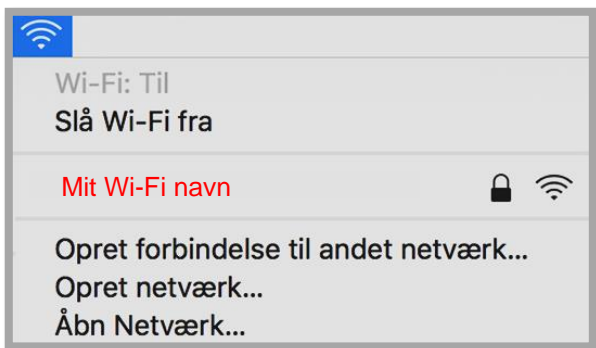 Wi-Fi: Til
Slå Wi-Fi fra
Mit Wi-Fi navn
Opret forbindelse til andet netværk...
Opret netværk...
Åbn Netværk...